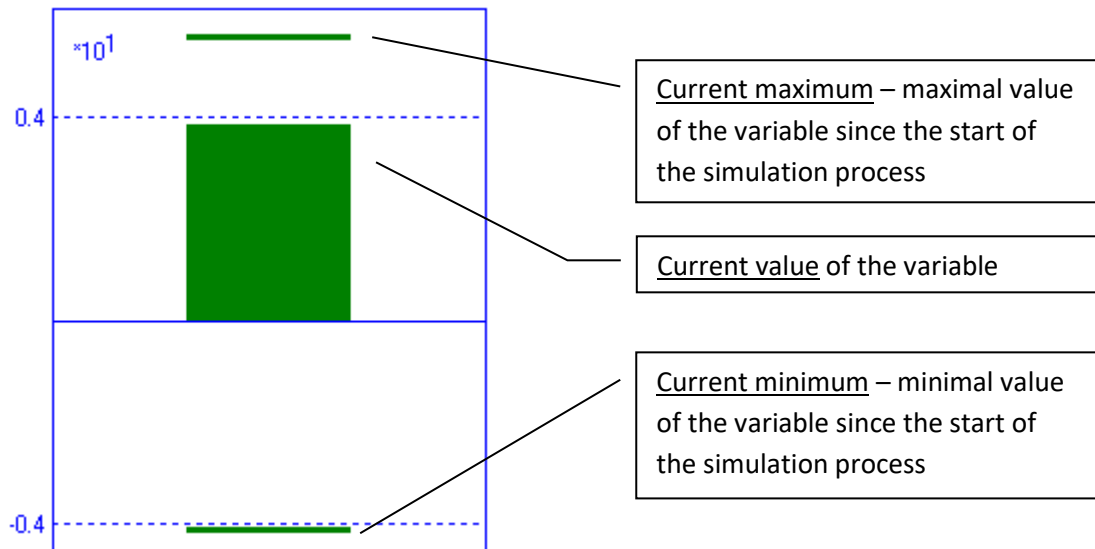 ×10¹
0.4
-0.4
Current maximum – maximal value
of the variable since the start of
the simulation process
Current value of the variable
Current minimum – minimal value
of the variable since the start of
the simulation process